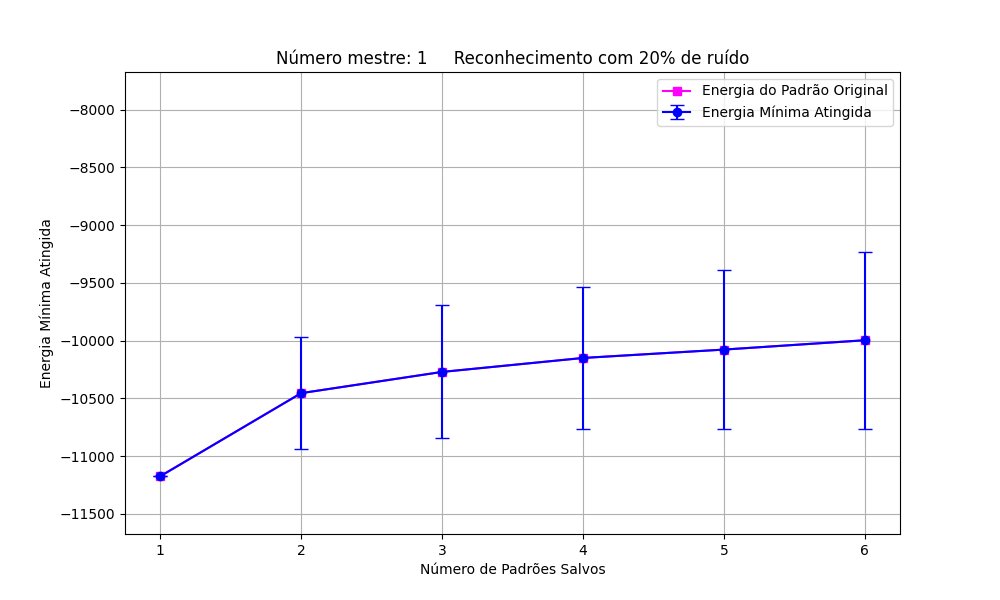 Número mestre: 1     Reconhecimento com 20% de ruído
Energia do Padrão Original
Energia Mínima Atingida
−8000
−8500
−9000
−9500
−10000
−10500
−11000
−11500
Energia Mínima Atingida
1 2 3 4 5 6
Número de Padrões Salvos